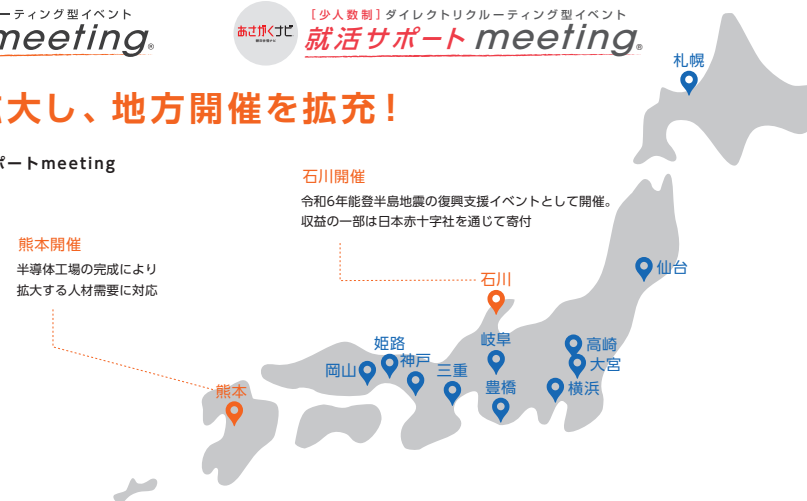 ーティング型イベント
meeting®
あさがくナビ
［少人数制］ダイレクトリクルーティング型イベント
就活サポート meeting®
大し、地方開催を拡充！
ポートmeeting
石川開催
令和6年能登半島地震の復興支援イベントとして開催。
収益の一部は日本赤十字社を通じて寄付
熊本開催
半導体工場の完成により
拡大する人材需要に対応
札幌
仙台
石川
岐阜
高崎
大宮
姫路
神戸
岡山
三重
豊橋
横浜
熊本